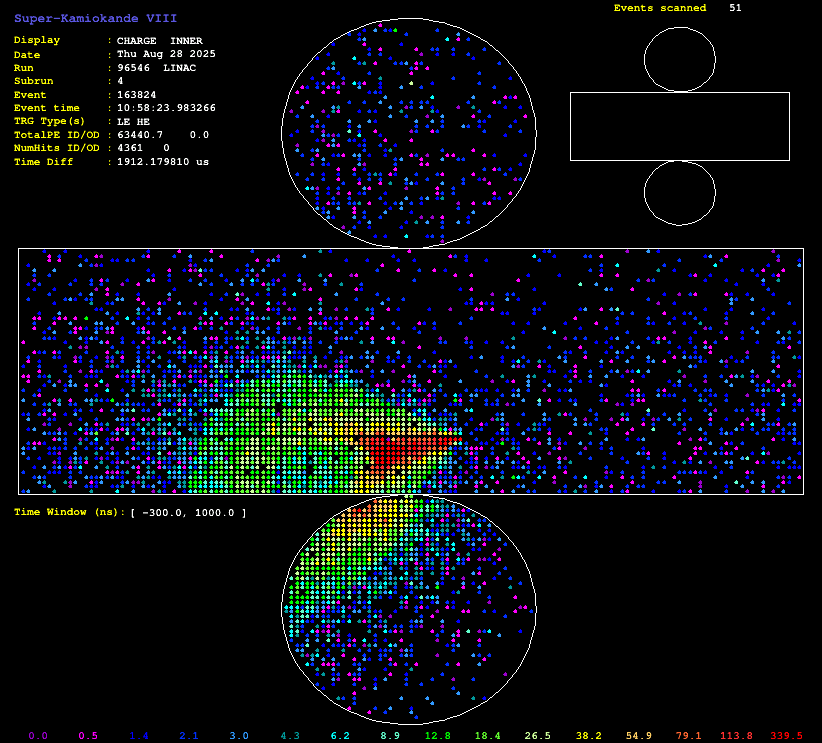 Super-Kamiokande VIII
Events scanned 51
Display : CHARGE INNER
Date : Thu Aug 28 2025
Run : 96546 LINAC
Subrun : 4
Event : 163824
Event time : 10:58:23.983266
TRG Type(s) : LE HE
TotalPE ID/OD : 63440.7 0.0
NumHits ID/OD : 4361 0
Time Diff : 1912.179810 us
Time Window (ns): [ -300.0, 1000.0 ]
0.0 0.5 1.4 2.1 3.0 4.3 6.2 8.9 12.8 18.4 26.5 38.2 54.9 79.1 113.8 339.5